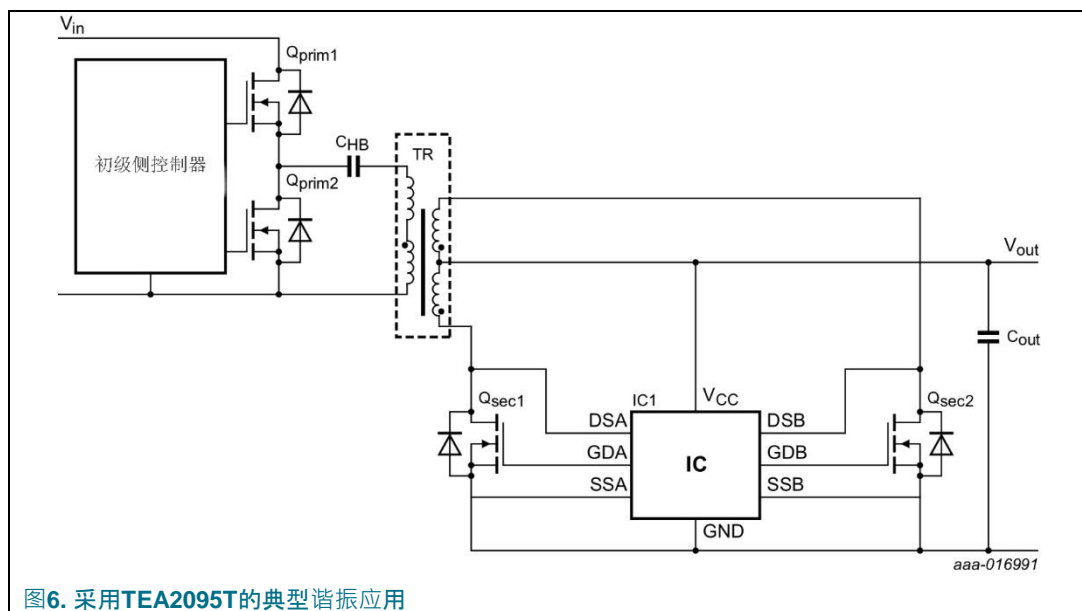 Vin
Qprim1
初级侧控制器
CHB
TR
Qprim2
Vout
Cout
Qsec1
IC1
VCC
Qsec2
DSA
DSB
GDA
IC
GDB
SSA
SSB
GND
aaa-016991
图6. 采用TEA2095T的典型谐振应用